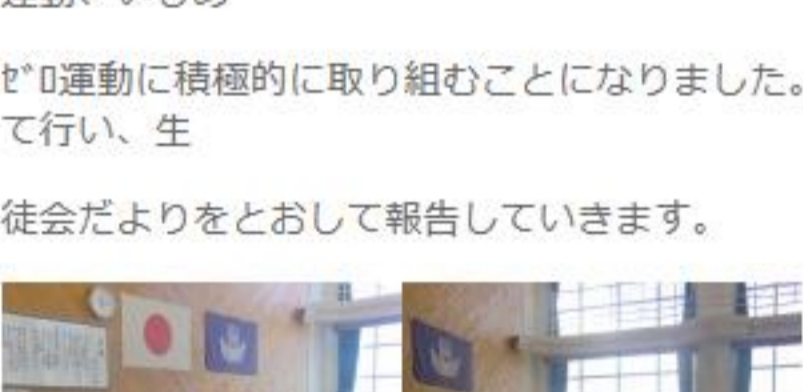 ｾﾞﾛ運動に積極的に取り組むことになりました。
て行い、生
徒会だよりをとおして報告していきます。